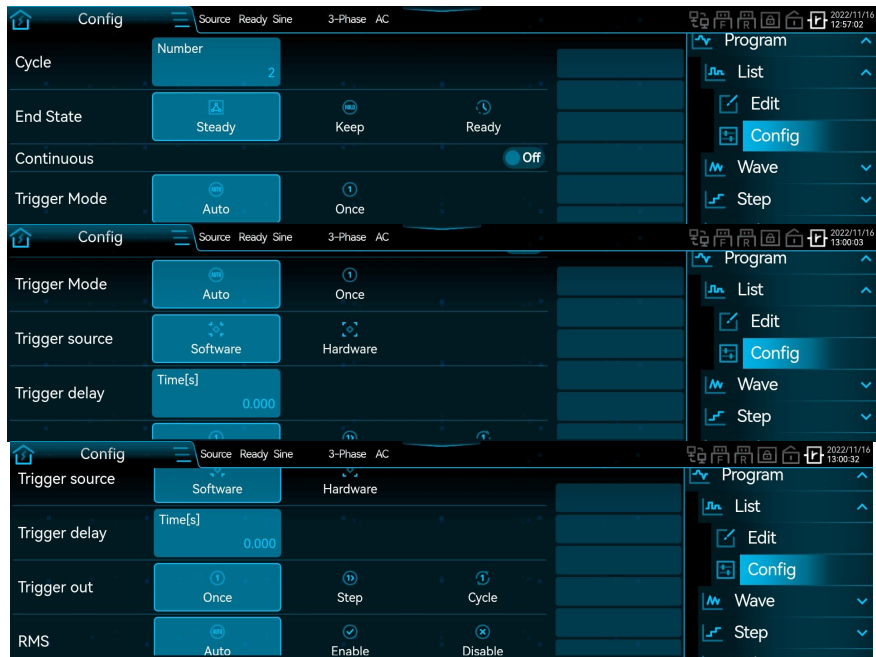 Config Source Ready Sine 3-Phase AC F R 2022/11/16
12:57:02
Program
Cycle Number
2
List
Edit
End State Steady Keep Ready
Config
Continuous Off
Wave
Trigger Mode Auto Once
Step
Config Source Ready Sine 3-Phase AC F R 2022/11/16
13:00:03
Program
Trigger Mode Auto Once
List
Edit
Trigger source Software Hardware
Config
Trigger delay Time[s]
0.000
Wave
Step
Config Source Ready Sine 3-Phase AC F R 2022/11/16
13:00:32
Program
Trigger source Software Hardware
List
Trigger delay Time[s]
0.000
Edit
Config
Trigger out Once Step Cycle
Wave
RMS Auto Enable Disable
Step